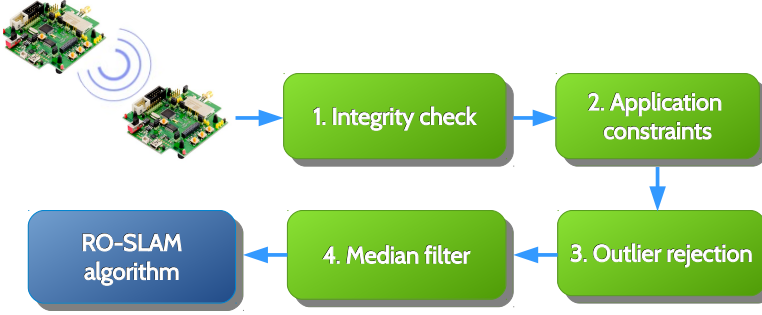 1. Integrity check
2. Application
constraints
3. Outlier rejection
4. Median filter
RO-SLAM
algorithm